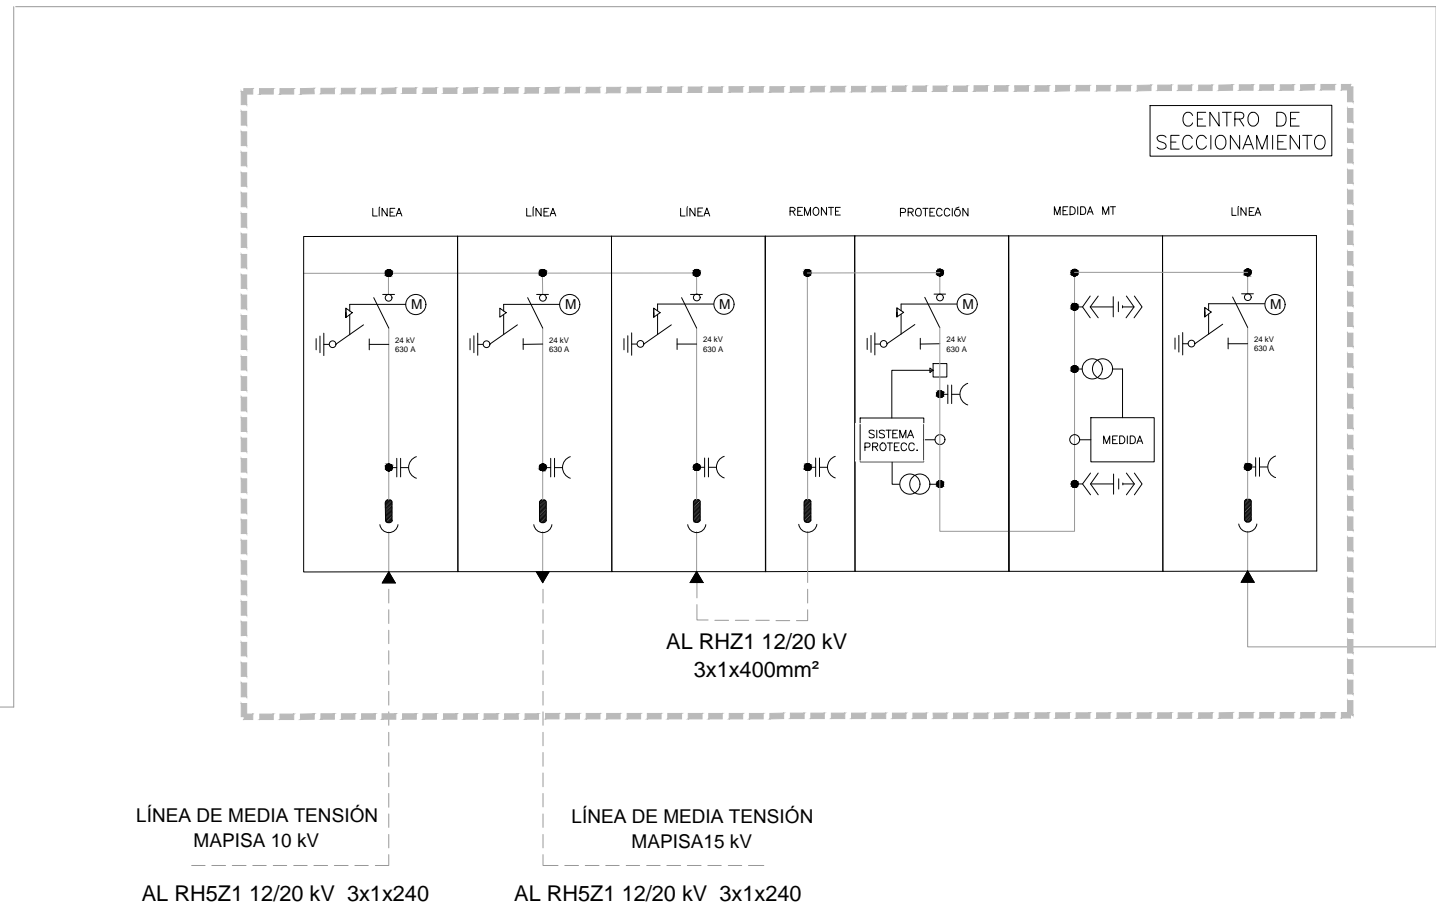 CENTRO DE
SECCIONAMIENTO
LÍNEA
LÍNEA
LÍNEA
REMONTE
PROTECCIÓN
MEDIDA MT
LÍNEA
M
M
M
M
M
24 kV
630 A
24 kV
630 A
24 kV
630 A
24 kV
630 A
24 kV
630 A
SISTEMA
PROTECC.
MEDIDA
AL RHZ1 12/20 kV
3x1x400mm²
LÍNEA DE MEDIA TENSIÓN
MAPISA 10 kV
LÍNEA DE MEDIA TENSIÓN
MAPISA15 kV
AL RH5Z1 12/20 kV 3x1x240
AL RH5Z1 12/20 kV 3x1x240